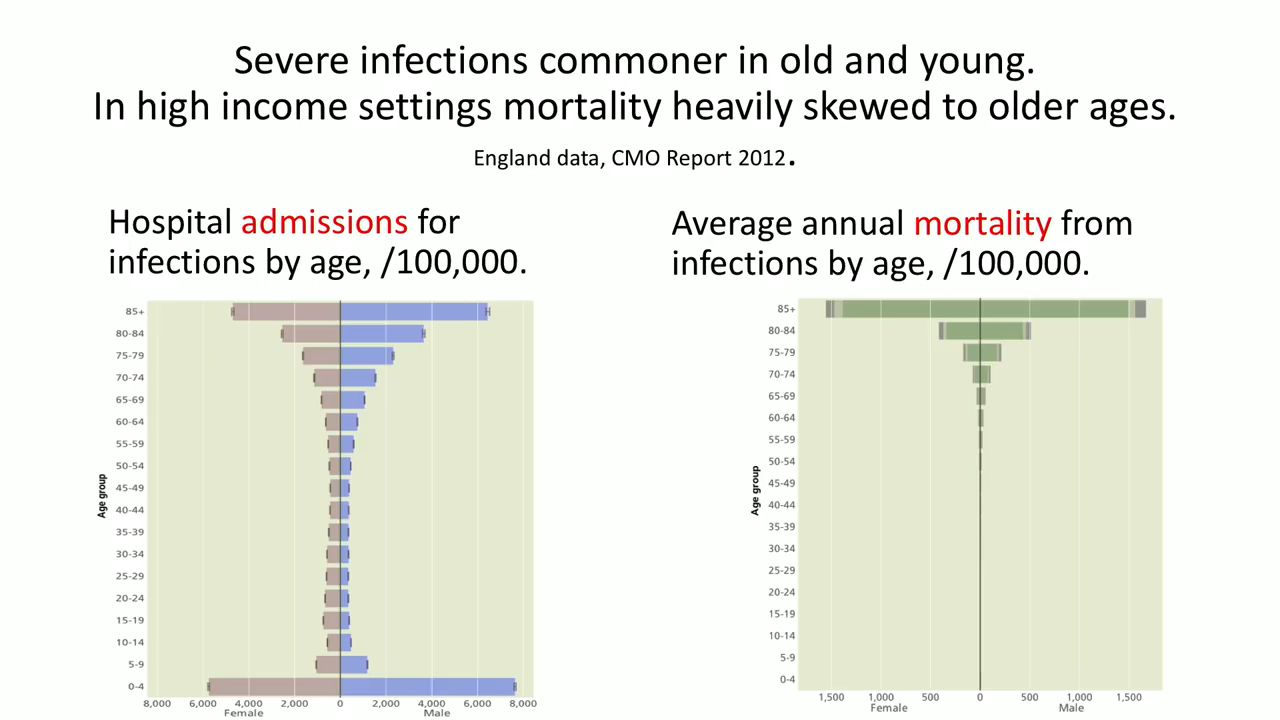 Severe infections commoner in old and young.
In high income settings mortality heavily skewed to older ages.
England data, CMO Report 2012.
Hospital admissions for
infections by age, /100,000.
85+
80-84
75-79
70-74
65-69
60-64
55-59
50-54
45-49
40-44
35-39
30-34
25-29
20-24
15-19
10-14
5-9
0-4
Age group
8,000 6,000 4,000 2,000 0 2,000 4,000 6,000 8,000
Female Male
Average annual mortality from
infections by age, /100,000.
85+
80-84
75-79
70-74
65-69
60-64
55-59
50-54
45-49
40-44
35-39
30-34
25-29
20-24
15-19
10-14
5-9
0-4
Age group
1,500 1,000 500 0 500 1,000 1,500
Female Male